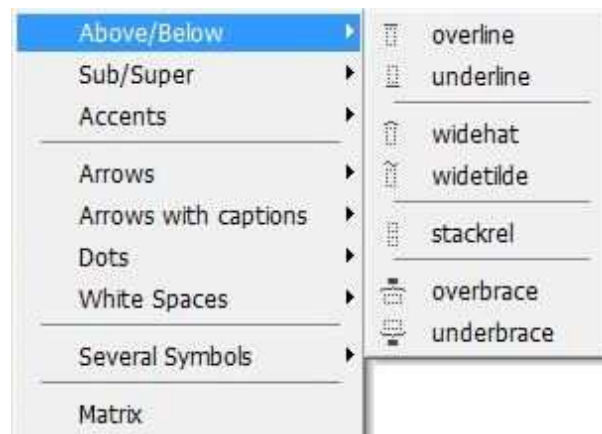 Above/Below
Sub/Super
Accents
Arrows
Arrows with captions
Dots
White Spaces
Several Symbols
Matrix
overline
underline
widehat
widetilde
stackrel
overbrace
underbrace